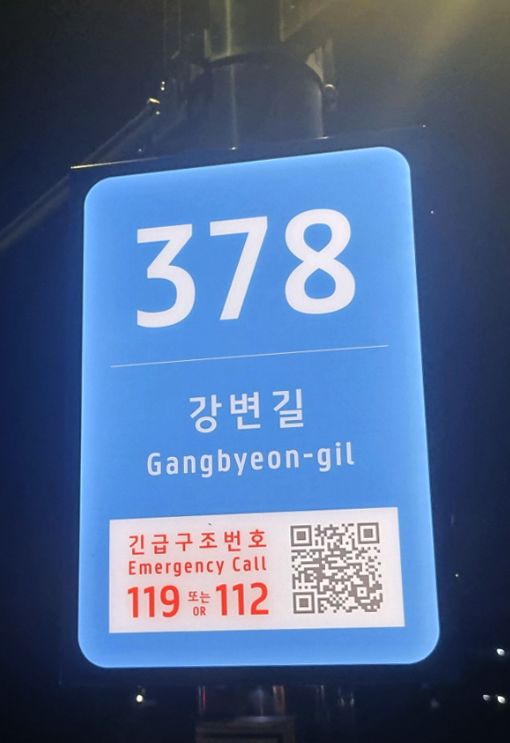 378
강변길
Gangbyeon-gil
긴급구조번호
Emergency Call
119 또는 OR 112